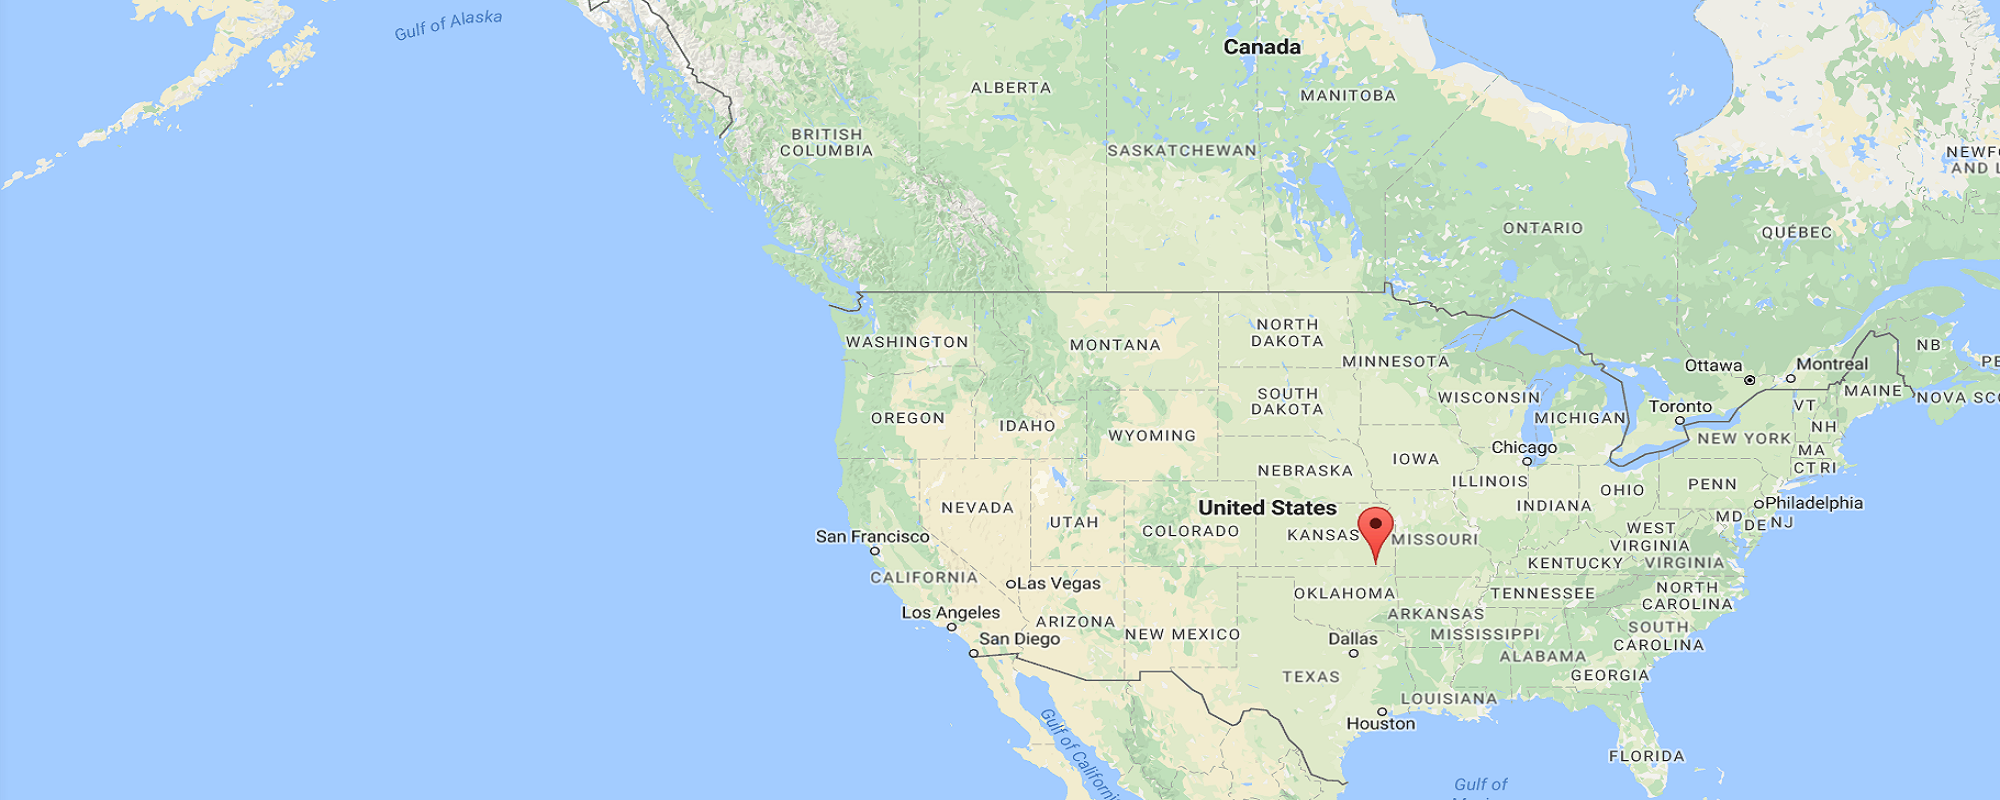 Gulf of Alaska
Canada
ALBERTA
MANITOBA
BRITISH
COLUMBIA
SASKATCHEWAN
NEWF
AND L
ONTARIO
QUÉBEC
NORTH
DAKOTA
WASHINGTON
MONTANA
MINNESOTA
NB
PE
Ottawa
Montreal
MAINE
NOVA SC
SOUTH
DAKOTA
WISCONSIN
MICHIGAN
Toronto
VT
NH
OREGON
IDAHO
WYOMING
NEW YORK
MA
CT RI
Chicago
IOWA
NEBRASKA
ILLINOIS
OHIO
PENN
INDIANA
Philadelphia
NEVADA
UTAH
United States
COLORADO
KANSAS
MISSOURI
WEST
VIRGINIA
MD
DE
NJ
San Francisco
KENTUCKY
VIRGINIA
CALIFORNIA
Las Vegas
OKLAHOMA
TENNESSEE
NORTH
CAROLINA
Los Angeles
ARIZONA
NEW MEXICO
ARKANSAS
MISSISSIPPI
SOUTH
CAROLINA
San Diego
Dallas
ALABAMA
GEORGIA
TEXAS
LOUISIANA
Houston
Gulf of Californi
FLORIDA
Gulf of